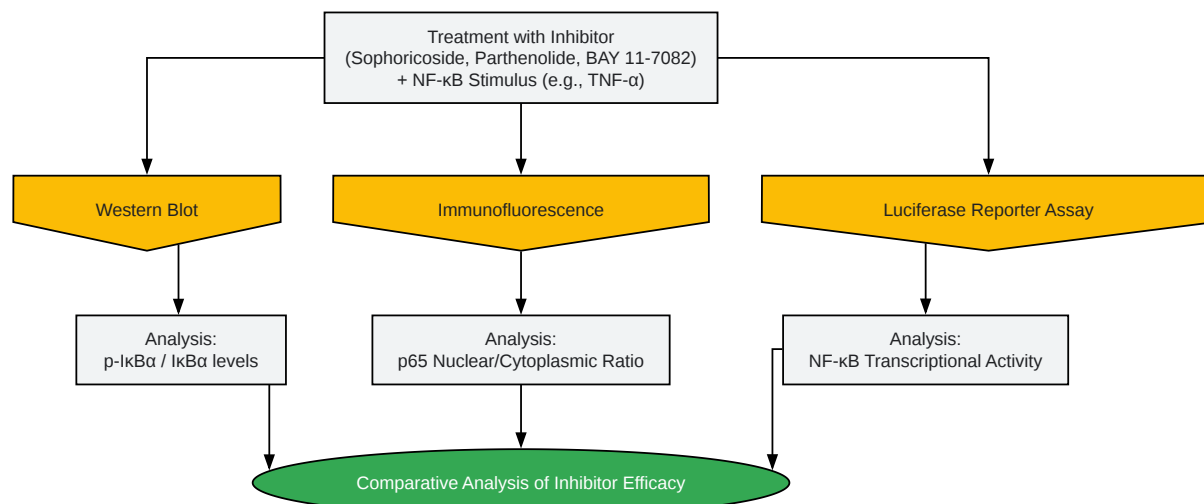 Treatment with Inhibitor
(Sophoricoside, Parthenolide, BAY 11-7082)
+ NF-κB Stimulus (e.g., TNF-α)
Western Blot
Immunofluorescence
Luciferase Reporter Assay
Analysis:
p-IκBα / IκBα levels
Analysis:
p65 Nuclear/Cytoplasmic Ratio
Analysis:
NF-κB Transcriptional Activity
Comparative Analysis of Inhibitor Efficacy